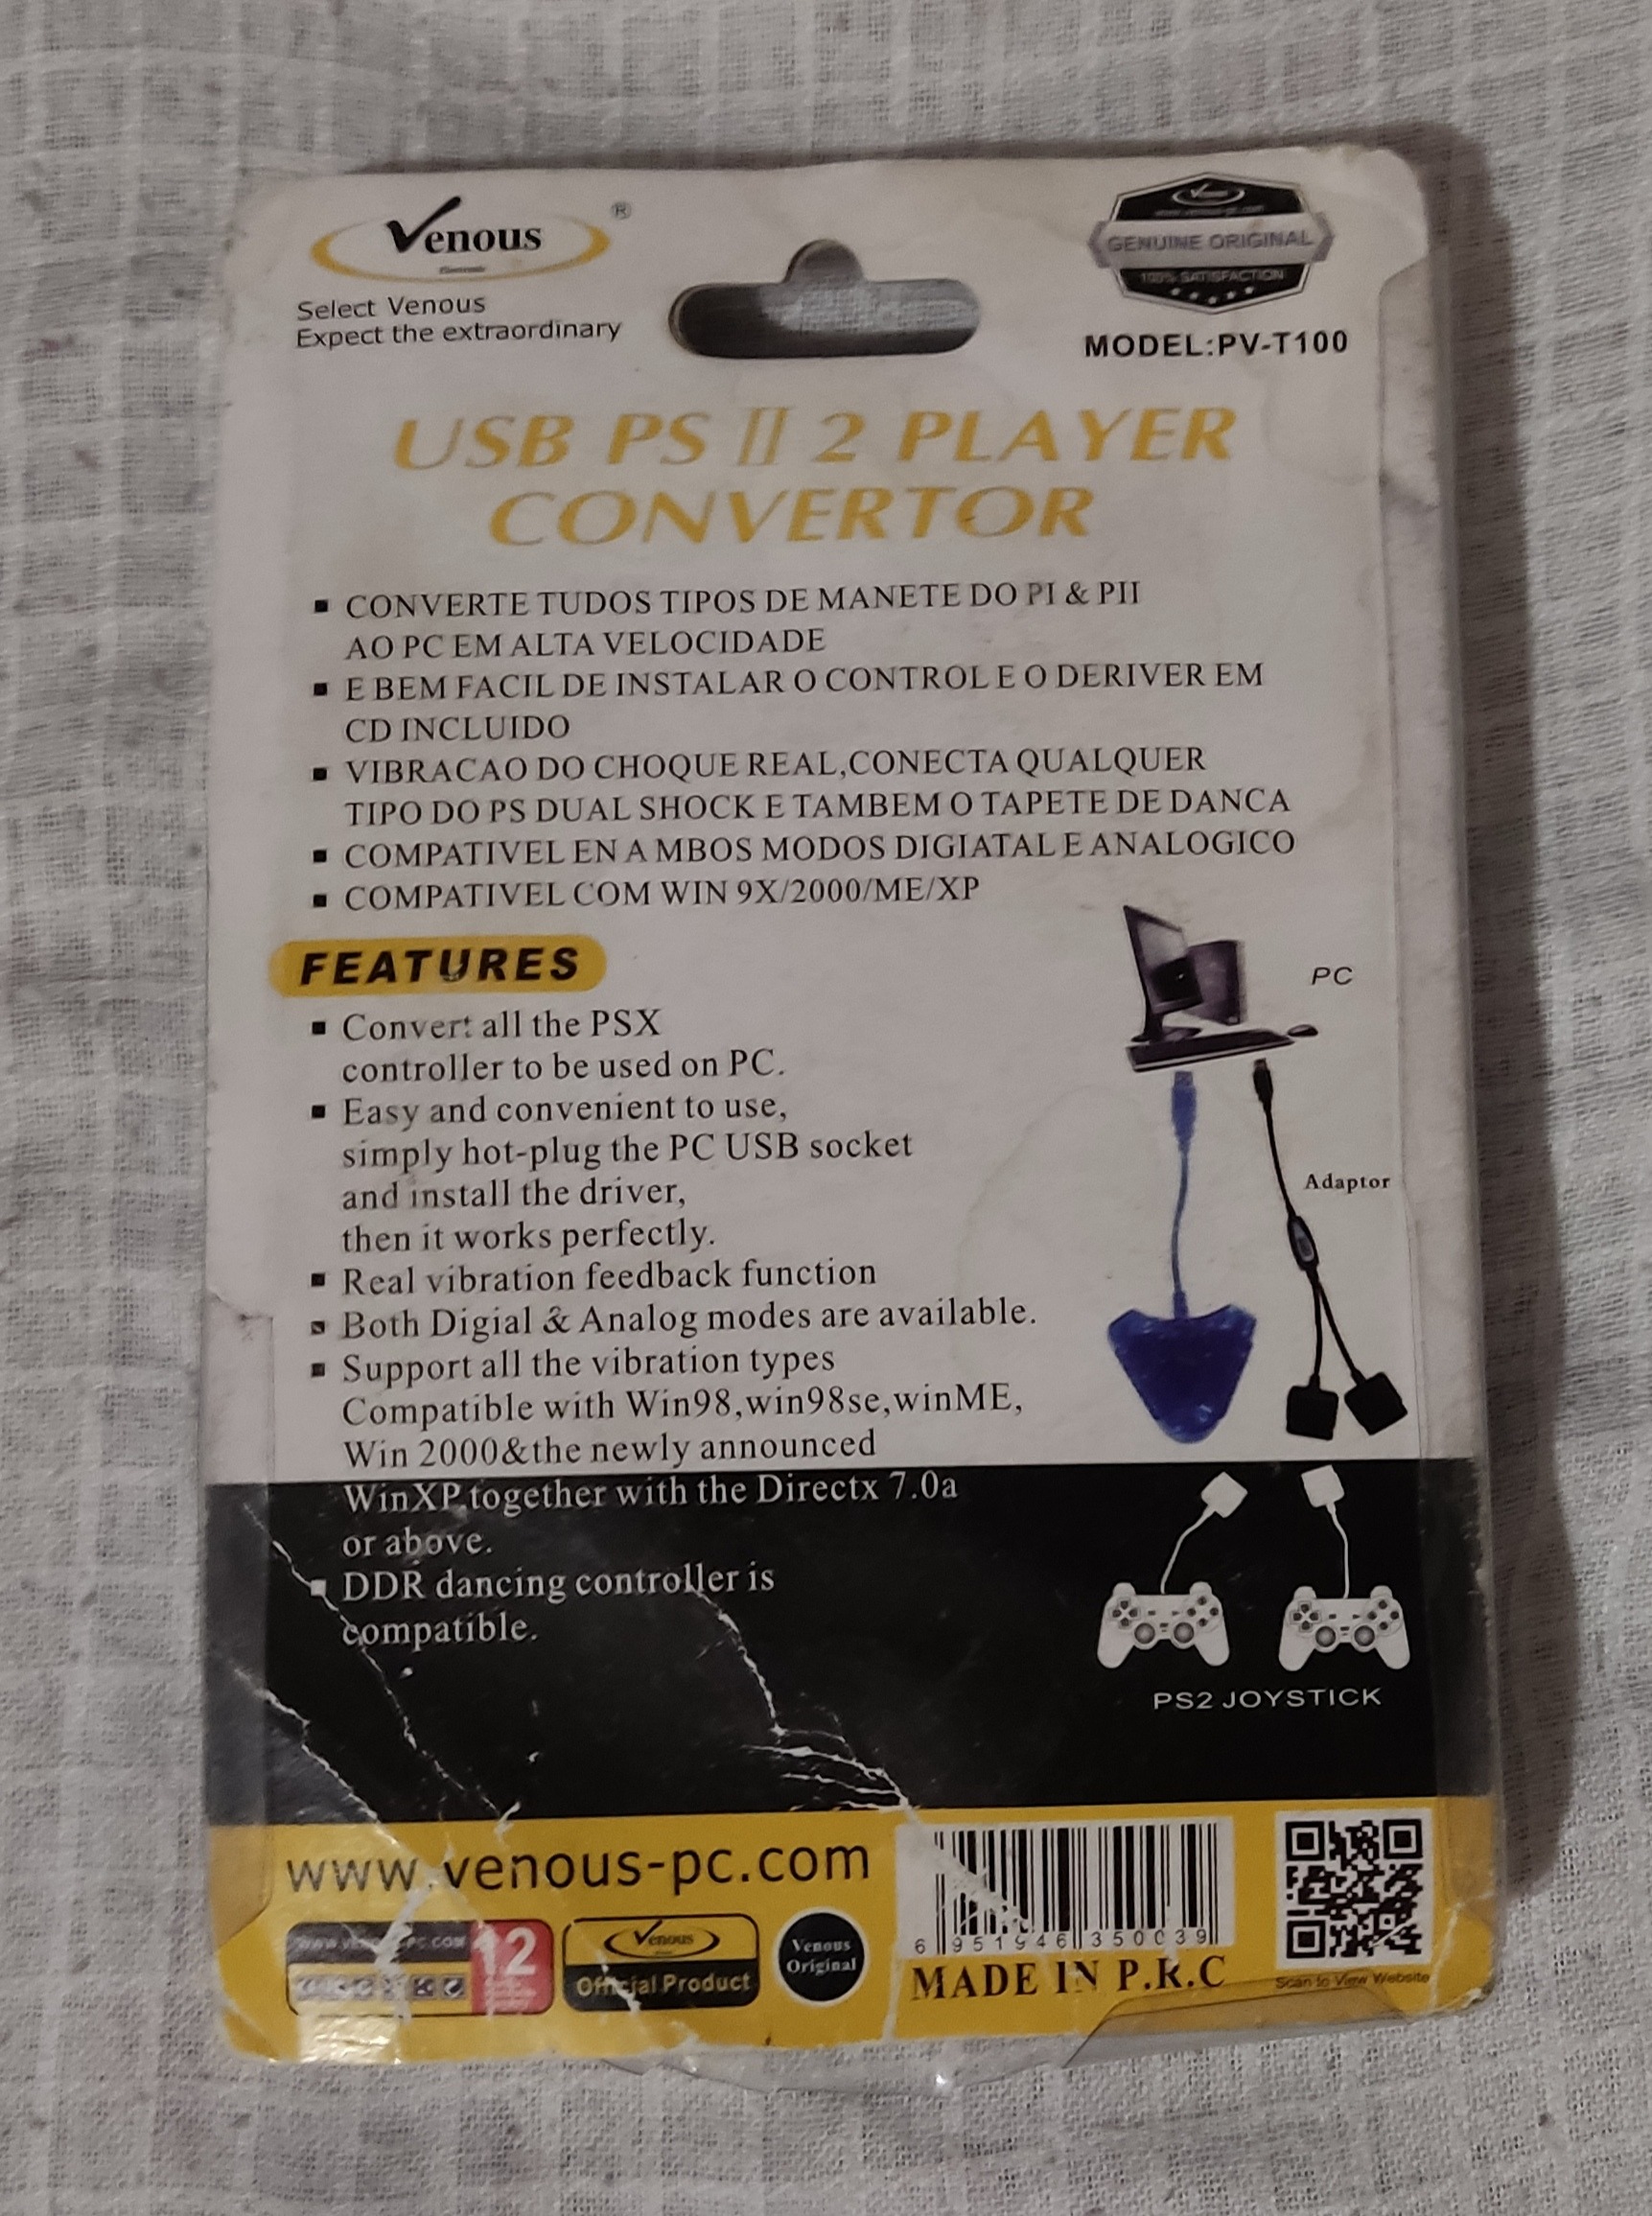 Venous
®
Select Venous
Expect the extraordinary
GENUINE ORIGINAL
100% SATISFACTION
MODEL:PV-T100
USB PS II 2 PLAYER
CONVERTOR
▪ CONVERTE TUDOS TIPOS DE MANETE DO PI & PII
AO PC EM ALTA VELOCIDADE
▪ E BEM FACIL DE INSTALAR O CONTROL E O DERIVER EM
CD INCLUIDO
▪ VIBRACAO DO CHOQUE REAL,CONECTA QUALQUER
TIPO DO PS DUAL SHOCK E TAMBEM O TAPETE DE DANCA
▪ COMPATIVEL EN A MBOS MODOS DIGIATAL E ANALOGICO
▪ COMPATIVEL COM WIN 9X/2000/ME/XP
FEATURES
▪ Convert all the PSX
controller to be used on PC.
▪ Easy and convenient to use,
simply hot-plug the PC USB socket
and install the driver,
then it works perfectly.
▪ Real vibration feedback function
▪ Both Digial & Analog modes are available.
▪ Support all the vibration types
Compatible with Win98,win98se,winME,
Win 2000&the newly announced
WinXP,together with the Directx 7.0a
or above.
▪ DDR dancing controller is
compatible.
PC
Adaptor
PS2 JOYSTICK
www.venous-pc.com
12
Venous
Official Product
Venous
Original
6 951946 350039
MADE IN P.R.C
Scan to View Website